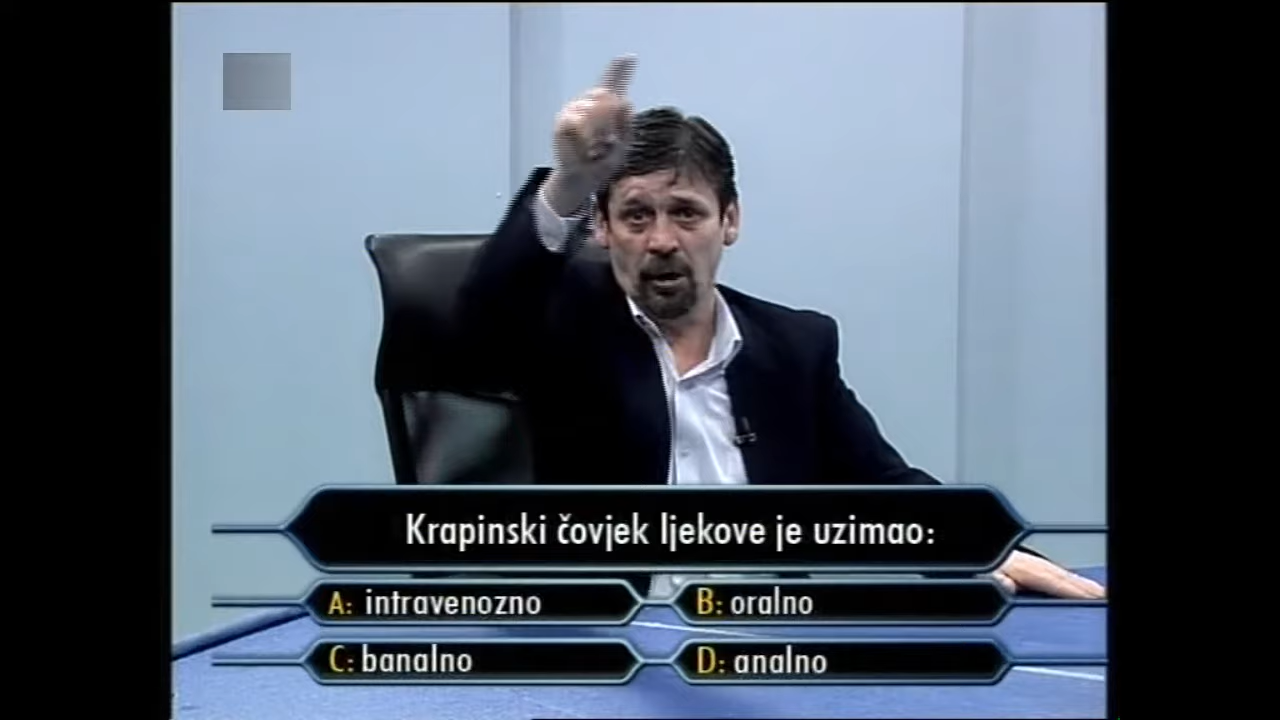 Krapinski čovjek ljekove je uzimao:
A: intravenozno
B: oralno
C: banalno
D: analno